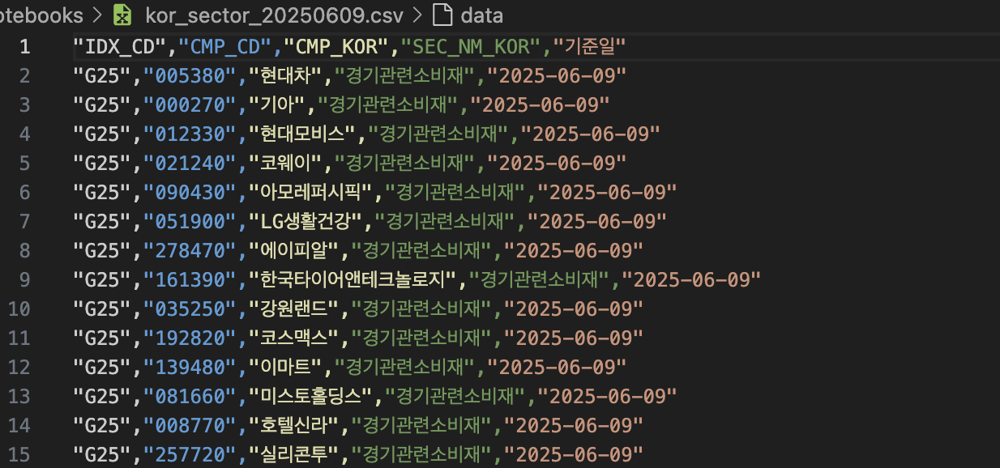 otebooks > kor_sector_20250609.csv > data
1 "IDX_CD","CMP_CD","CMP_KOR","SEC_NM_KOR","기준일"
2 "G25","005380","현대차","경기관련소비재","2025-06-09"
3 "G25","000270","기아","경기관련소비재","2025-06-09"
4 "G25","012330","현대모비스","경기관련소비재","2025-06-09"
5 "G25","021240","코웨이","경기관련소비재","2025-06-09"
6 "G25","090430","아모레퍼시픽","경기관련소비재","2025-06-09"
7 "G25","051900","LG생활건강","경기관련소비재","2025-06-09"
8 "G25","278470","에이피알","경기관련소비재","2025-06-09"
9 "G25","161390","한국타이어앤테크놀로지","경기관련소비재","2025-06-09"
10 "G25","035250","강원랜드","경기관련소비재","2025-06-09"
11 "G25","192820","코스맥스","경기관련소비재","2025-06-09"
12 "G25","139480","이마트","경기관련소비재","2025-06-09"
13 "G25","081660","미스토홀딩스","경기관련소비재","2025-06-09"
14 "G25","008770","호텔신라","경기관련소비재","2025-06-09"
15 "G25","257720","실리콘투","경기관련소비재","2025-06-09"